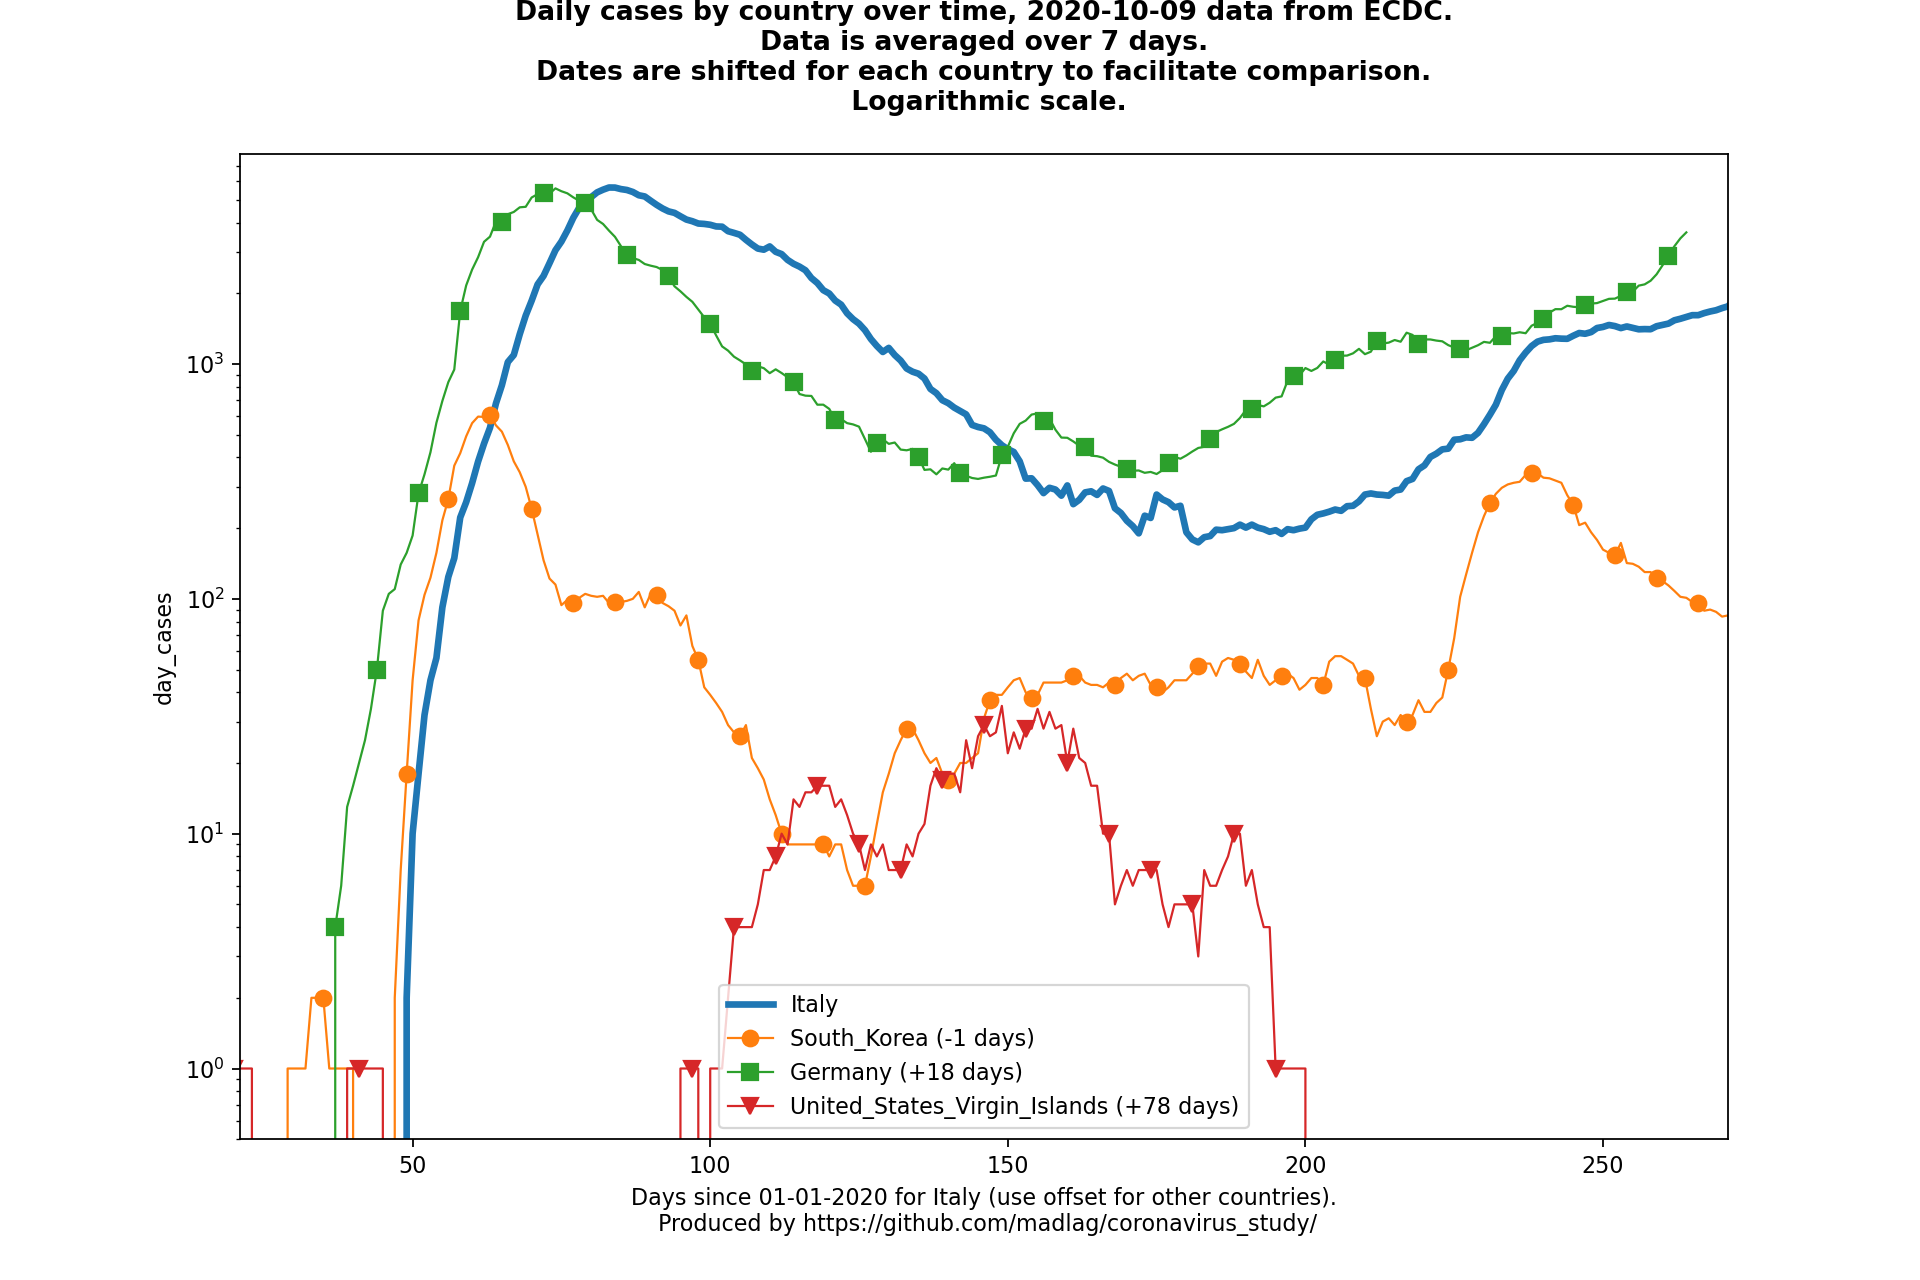 Daily cases by country over time, 2020-10-09 data from ECDC.
Data is averaged over 7 days.
Dates are shifted for each country to facilitate comparison.
Logarithmic scale.
10³
10²
10¹
10⁰
day_cases
Italy
South_Korea (-1 days)
Germany (+18 days)
United_States_Virgin_Islands (+78 days)
50 100 150 200 250
Days since 01-01-2020 for Italy (use offset for other countries).
Produced by https://github.com/madlag/coronavirus_study/